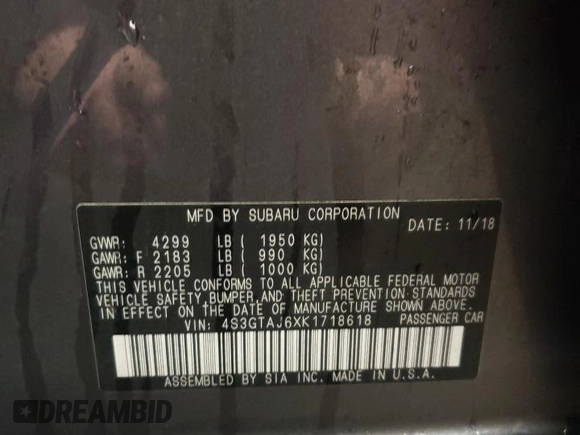 MFD BY SUBARU CORPORATION
DATE: 11/18
GVWR: 4299 LB ( 1950 KG)
GAWR: F 2183 LB ( 990 KG)
GAWR: R 2205 LB ( 1000 KG)
THIS VEHICLE CONFORMS TO ALL APPLICABLE FEDERAL MOTOR
VEHICLE SAFETY, BUMPER, AND THEFT PREVENTION STANDARDS
IN EFFECT ON THE DATE OF MANUFACTURE SHOWN ABOVE.
VIN: 4S3GTAJ6XK1718618 PASSENGER CAR
ASSEMBLED BY SIA INC. MADE IN U.S.A.
DREAMBID